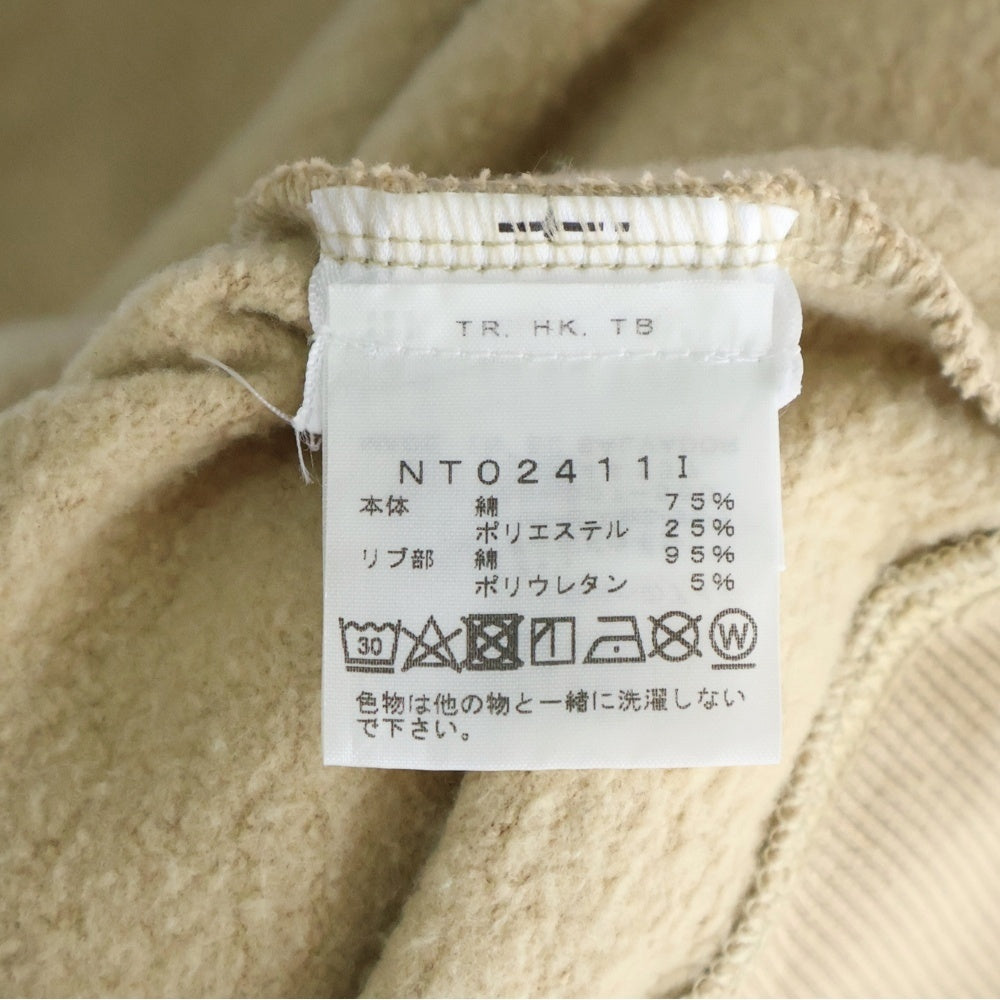 TR. HK. TB
NT02411I
本体 綿 75%
ポリエステル 25%
リブ部 綿 95%
ポリウレタン 5%
30 W
色物は他の物と一緒に洗濯しない
で下さい。